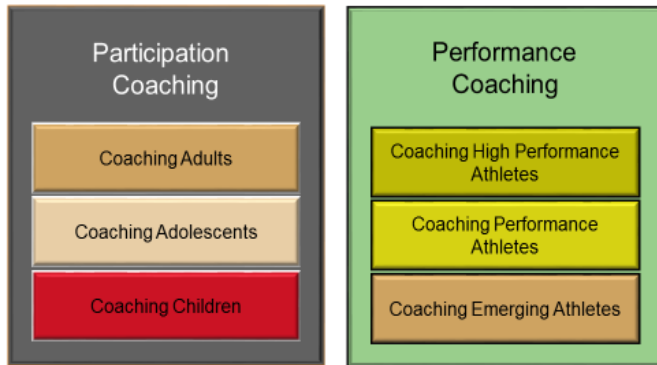 Participation
Coaching
Coaching Adults
Coaching Adolescents
Coaching Children
Performance
Coaching
Coaching High Performance
Athletes
Coaching Performance
Athletes
Coaching Emerging Athletes